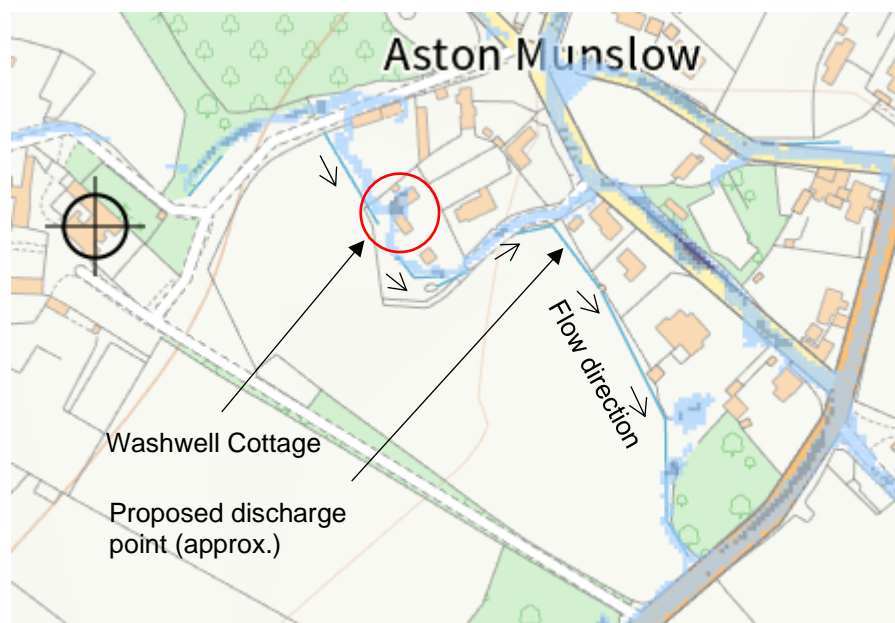 Aston Munslow
Flow direction
Washwell Cottage
Proposed discharge
point (approx.)